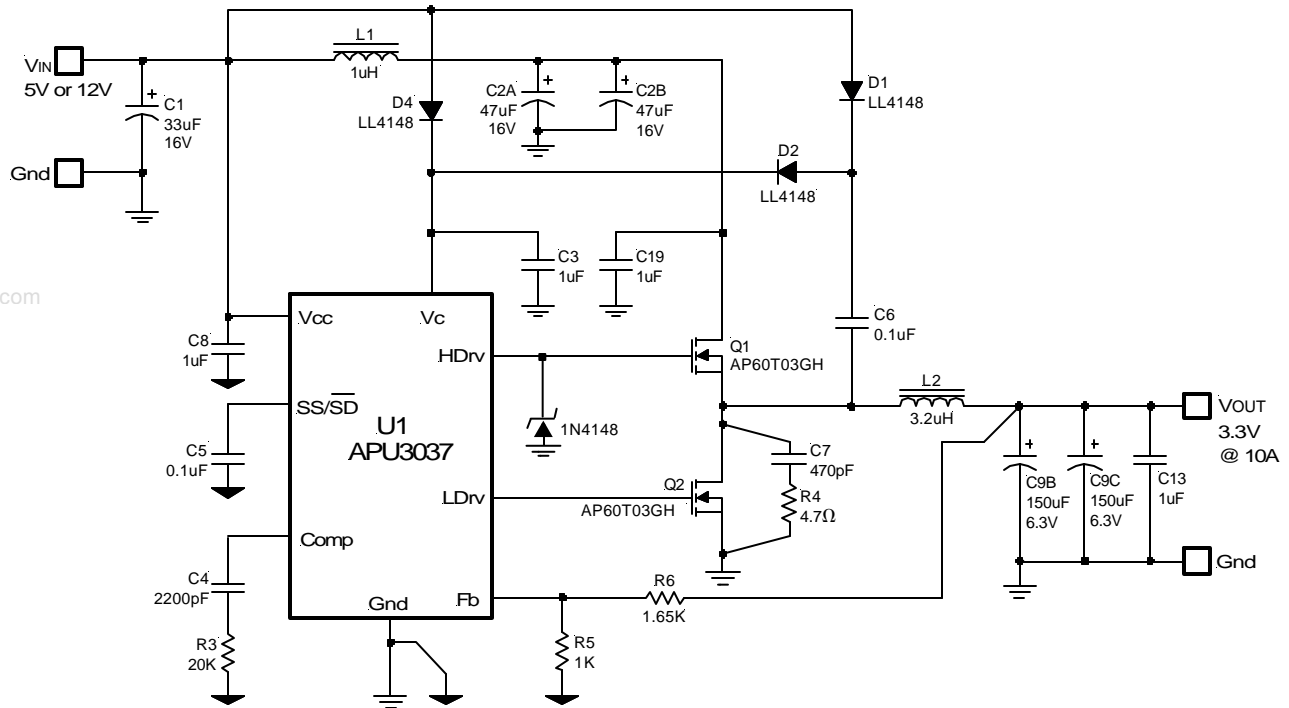 L1
1uH
VIN
5V or 12V
+
C1
33uF
16V
Gnd
D4
LL4148
C2A
47uF
16V
+
C2B
47uF
16V
+
D1
LL4148
D2
LL4148
C3
1uF
C19
1uF
C6
0.1uF
com
Vcc
Vc
C8
1uF
HDrv
Q1
AP60T03GH
SS/SD
U1
APU3037
1N4148
C5
0.1uF
L2
3.2uH
VOUT
3.3V
@ 10A
C7
470pF
R4
4.7Ω
LDrv
Q2
AP60T03GH
+
C9B
150uF
6.3V
+
C9C
150uF
6.3V
C13
1uF
Gnd
Comp
C4
2200pF
R3
20K
Gnd
Fb
R6
1.65K
R5
1K